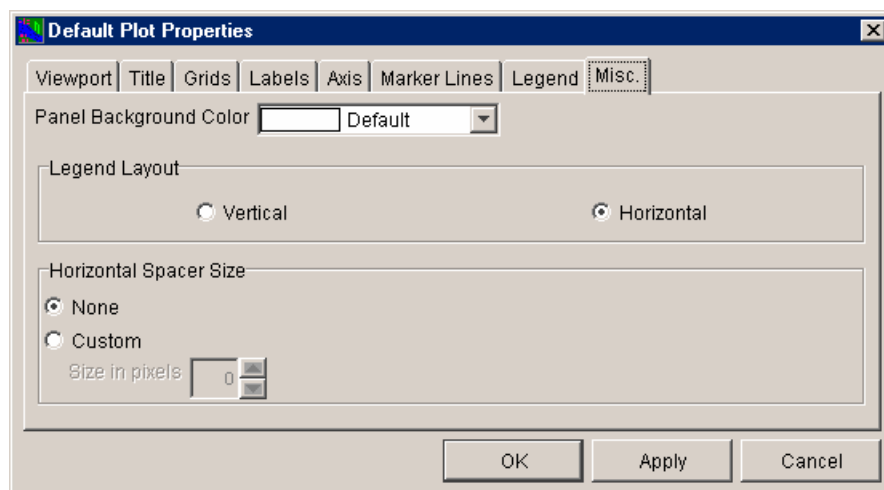 Default Plot Properties
Viewport Title Grids Labels Axis Marker Lines Legend Misc.
Panel Background Color Default
Legend Layout
Vertical Horizontal
Horizontal Spacer Size
None
Custom
Size in pixels 0
OK Apply Cancel